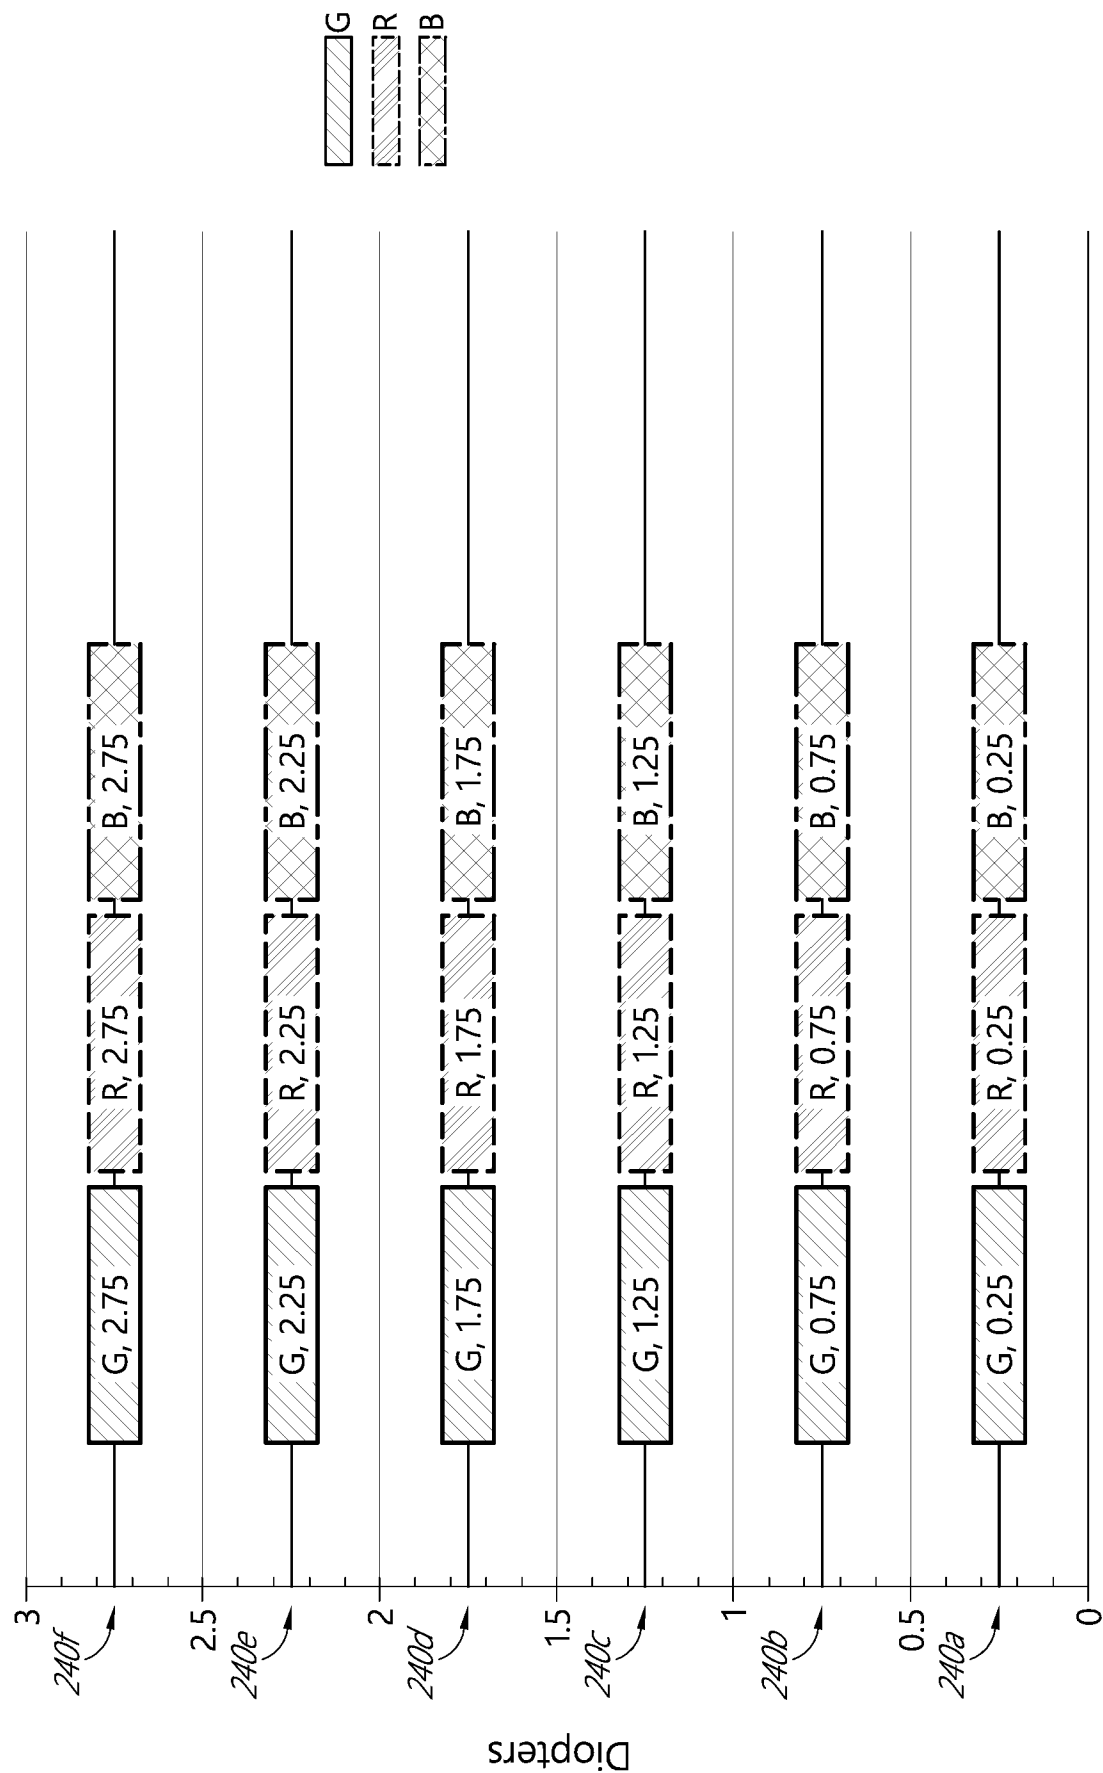 Diopters
3
240f
G, 2.75
R, 2.75
B, 2.75
2.5
240e
G, 2.25
R, 2.25
B, 2.25
2
240d
G, 1.75
R, 1.75
B, 1.75
1.5
240c
G, 1.25
R, 1.25
B, 1.25
1
240b
G, 0.75
R, 0.75
B, 0.75
0.5
240a
G, 0.25
R, 0.25
B, 0.25
0
G
R
B